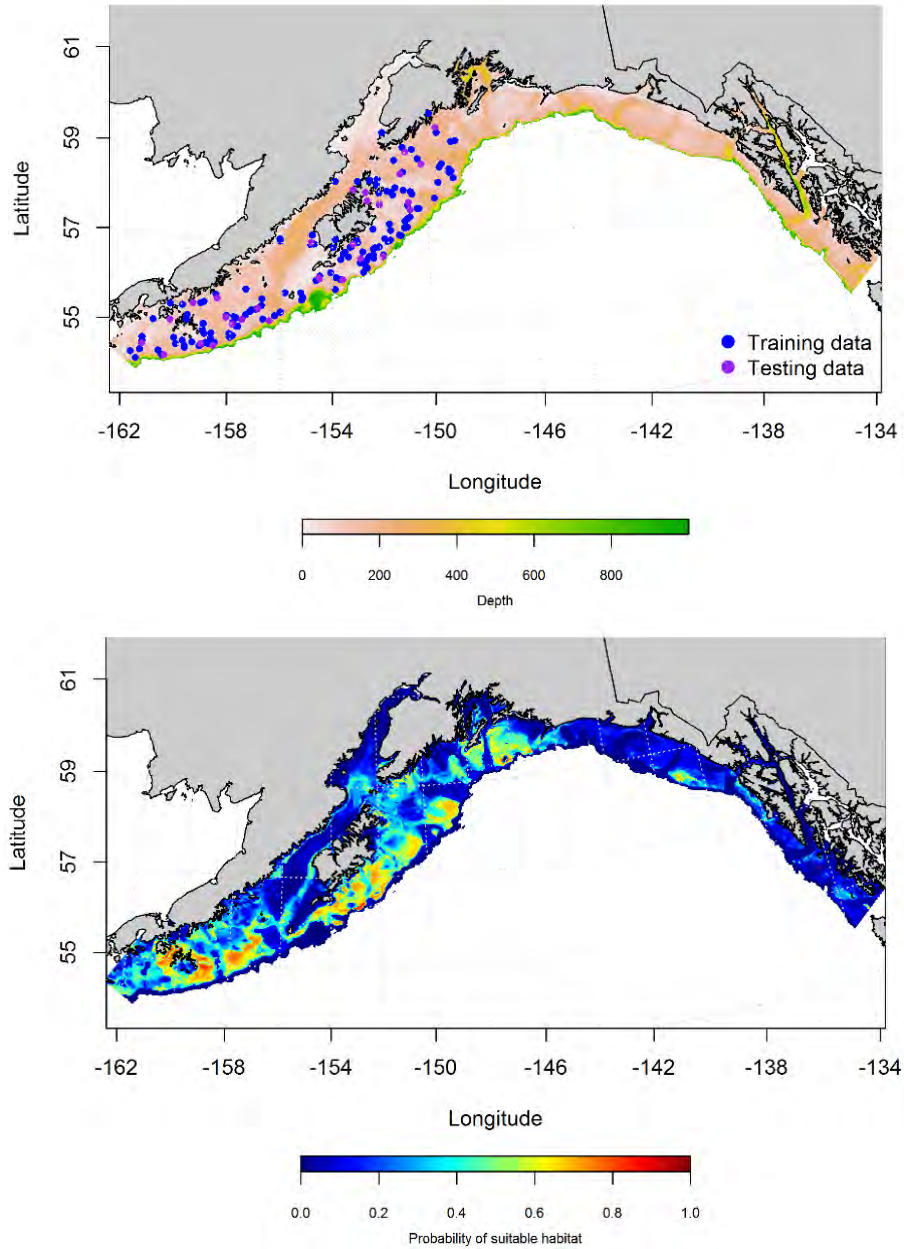 61
59
57
55
Latitude
Training data
Testing data
-162 -158 -154 -150 -146 -142 -138 -134
Longitude
0 200 400 600 800
Depth
61
59
57
55
Latitude
-162 -158 -154 -150 -146 -142 -138 -134
Longitude
0.0 0.2 0.4 0.6 0.8 1.0
Probability of suitable habitat